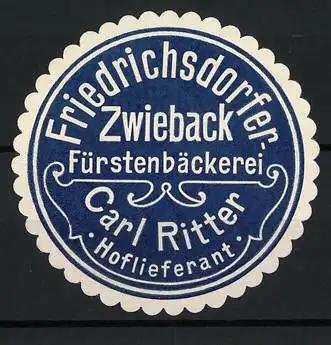 Friedrichsdorfer-
Zwieback
Fürstenbäckerei
Carl Ritter
· Hoflieferant ·